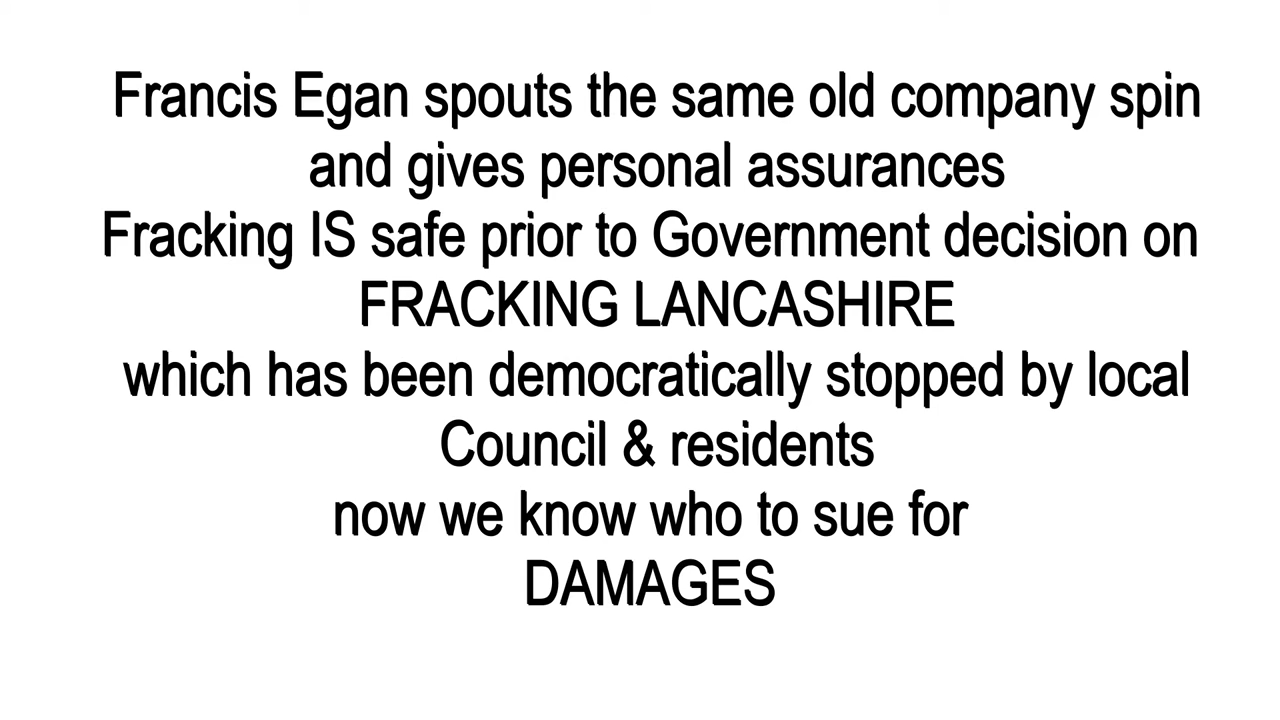 Francis Egan spouts the same old company spin
and gives personal assurances
Fracking IS safe prior to Government decision on
FRACKING LANCASHIRE
which has been democratically stopped by local
Council & residents
now we know who to sue for
DAMAGES